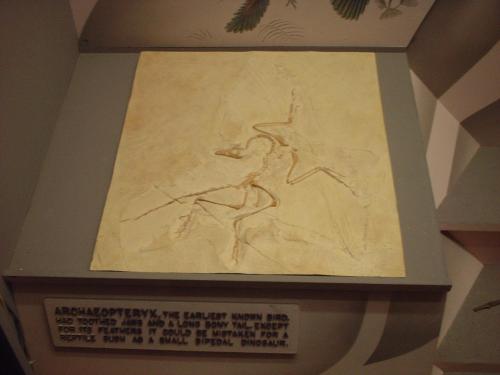 ARCHAEOPTERYX, THE EARLIEST KNOWN BIRD,
HAD TOOTHED JAWS AND A LONG BONY TAIL. EXCEPT
FOR ITS FEATHERS IT COULD BE MISTAKEN FOR A
REPTILE SUCH AS A SMALL BIPEDAL DINOSAUR.